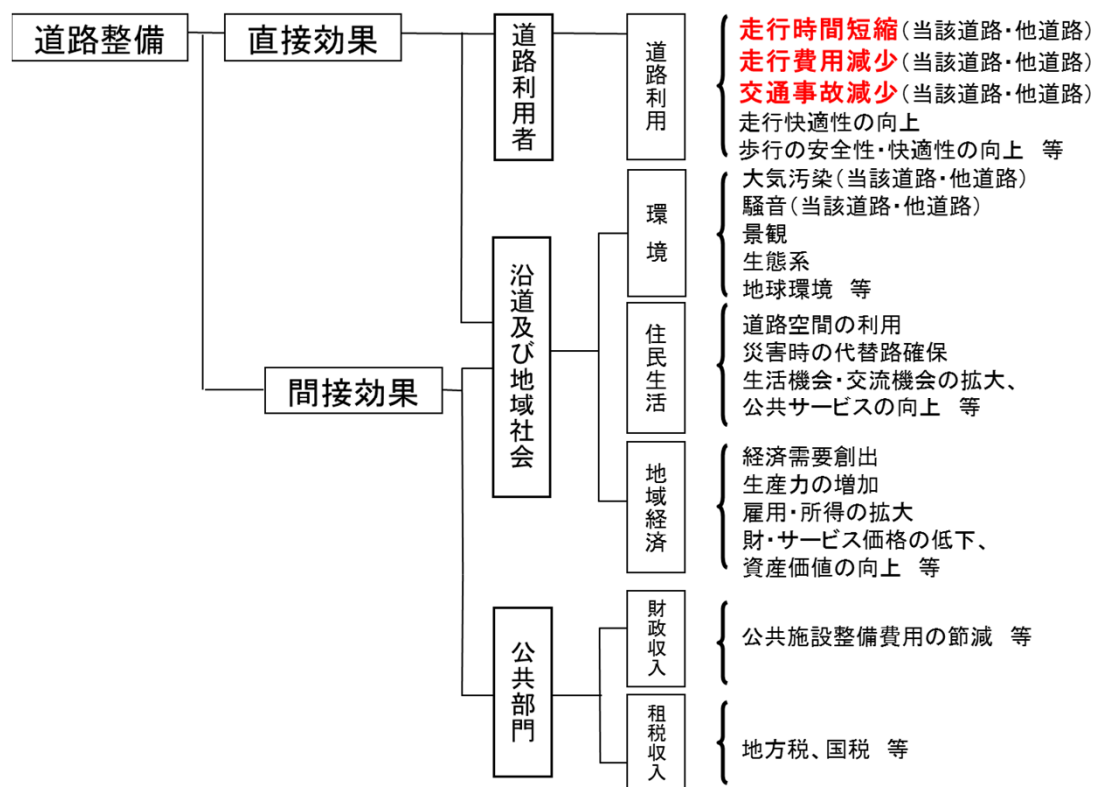 道路整備
直接効果
間接効果
道路利用者
沿道及び地域社会
公共部門
道路利用
走行時間短縮(当該道路・他道路)
走行費用減少(当該道路・他道路)
交通事故減少(当該道路・他道路)
走行快適性の向上
歩行の安全性・快適性の向上 等
環境
大気汚染(当該道路・他道路)
騒音(当該道路・他道路)
景観
生態系
地球環境 等
住民生活
道路空間の利用
災害時の代替路確保
生活機会・交流機会の拡大、
公共サービスの向上 等
地域経済
経済需要創出
生産力の増加
雇用・所得の拡大
財・サービス価格の低下、
資産価値の向上 等
財政収入
公共施設整備費用の節減 等
租税収入
地方税、国税 等